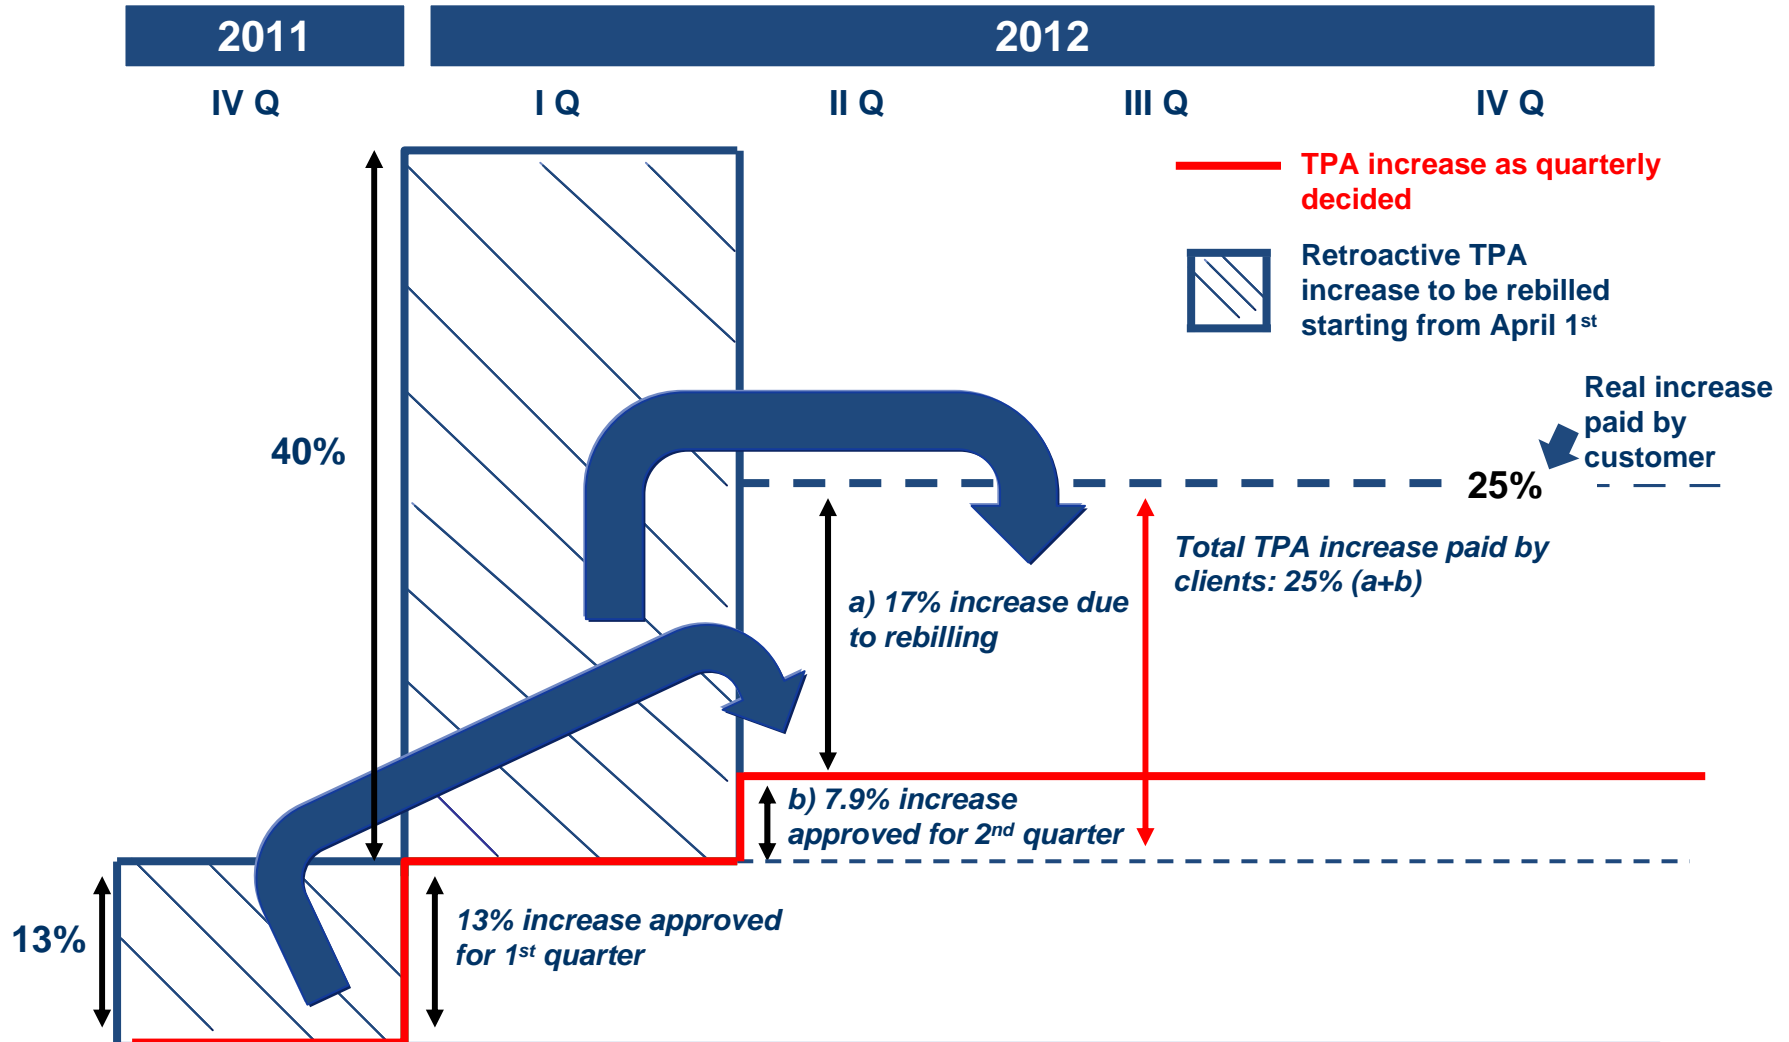 2011
2012
IV Q
I Q
II Q
III Q
IV Q
TPA increase as quarterly
decided
Retroactive TPA
increase to be rebilled
starting from April 1st
Real increase
paid by
customer
40%
25%
Total TPA increase paid by
clients: 25% (a+b)
a) 17% increase due
to rebilling
b) 7.9% increase
approved for 2nd quarter
13%
13% increase approved
for 1st quarter